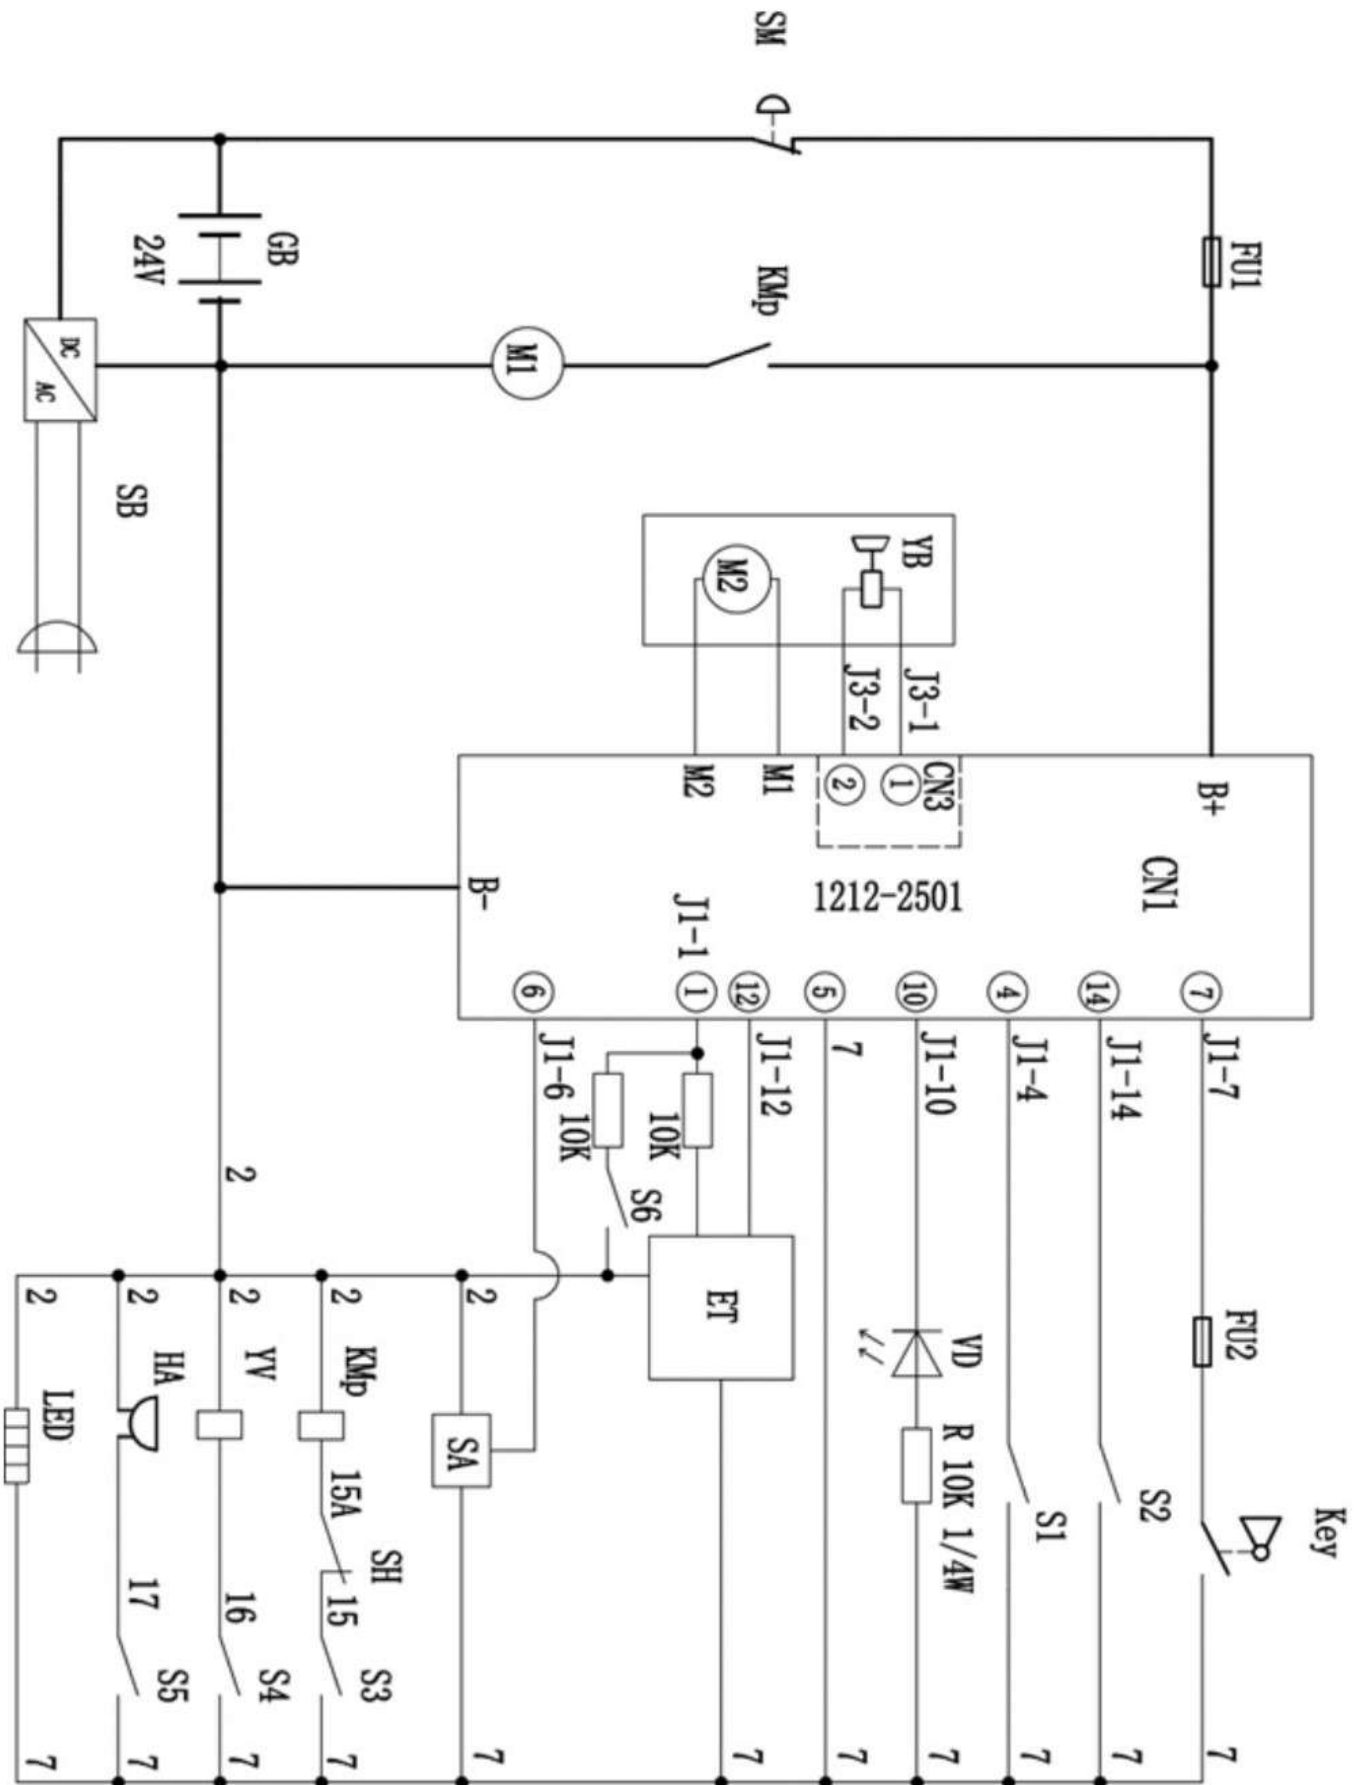 SM
FU1
KMp
GB
24V
M1
DC
AC
SB
YB
M2
J3-1
J3-2
B+
CN3
1
2
M1
M2
CN1
1212-2501
B-
J1-1
7
14
4
10
5
12
1
6
J1-7
J1-14
J1-4
J1-10
7
J1-12
J1-6
10K
10K
S6
2
FU2
VD
ET
2
2
2
2
2
Key
S2
S1
R 10K 1/4W
SA
KMp
15A
SH
15
S3
YV
16
S4
HA
17
S5
LED
7
7
7
7
7
7
7
7
7
7
7